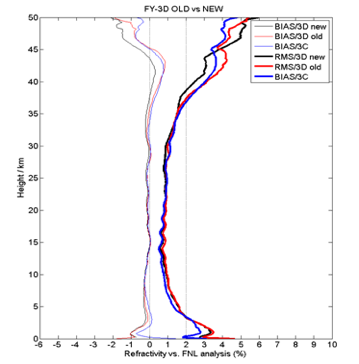 FY-3D OLD vs NEW
50
45
40
35
30
25
20
15
10
5
0
Height / km
BIAS/3D new
BIAS/3D old
BIAS/3C
RMS/3D new
RMS/3D old
BIAS/3C
-6 -5 -4 -3 -2 -1 0 1 2 3 4 5 6 7 8 9 10
Refractivity vs. FNL analysis (%)